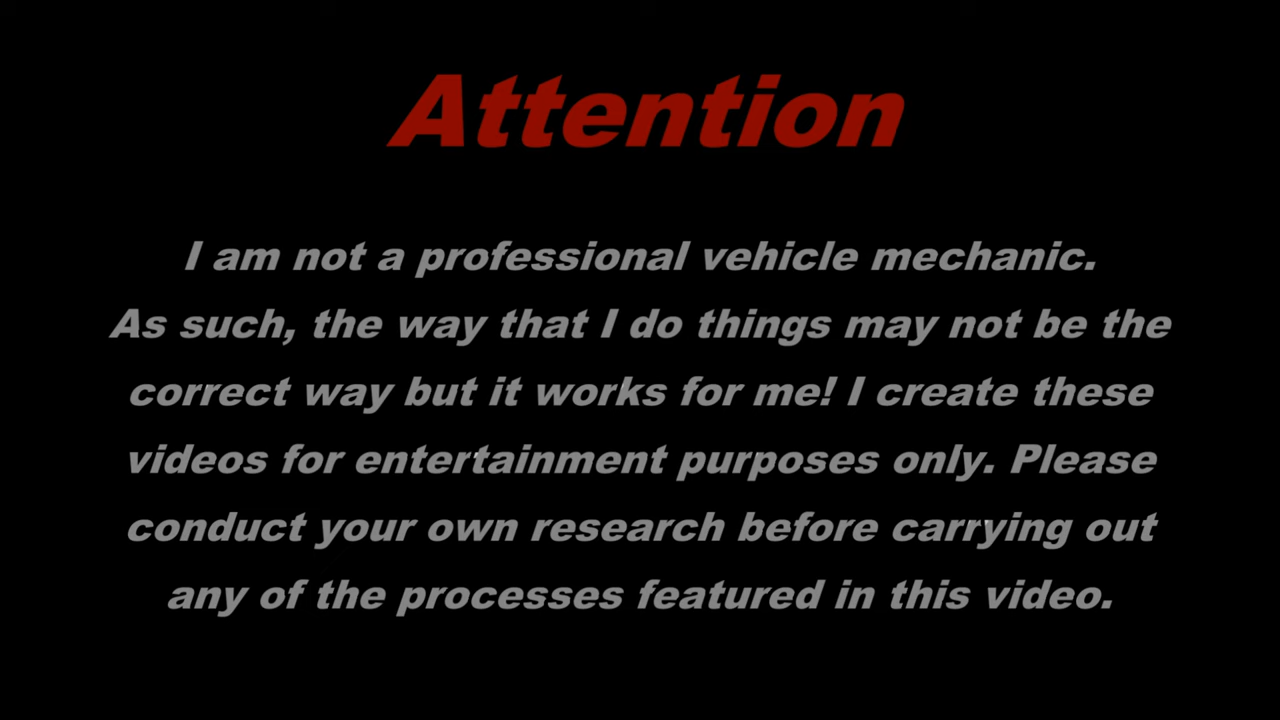 Attention
I am not a professional vehicle mechanic.
As such, the way that I do things may not be the
correct way but it works for me! I create these
videos for entertainment purposes only. Please
conduct your own research before carrying out
any of the processes featured in this video.